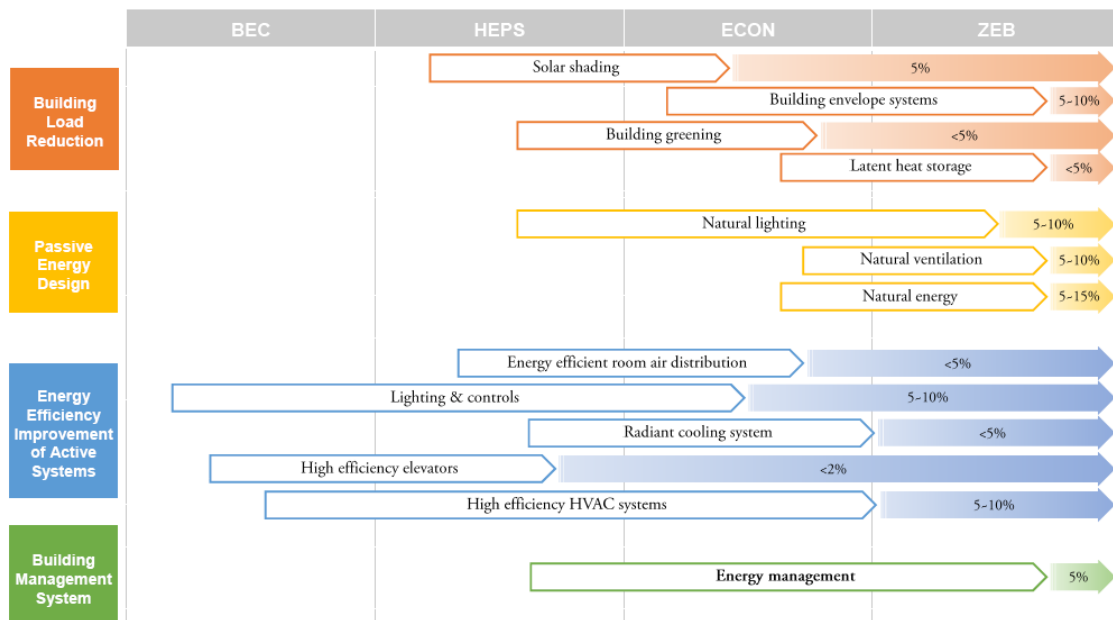 BEC HEPS ECON ZEB
Building
Load
Reduction
Solar shading 5%
Building envelope systems 5~10%
Building greening <5%
Latent heat storage <5%
Passive
Energy
Design
Natural lighting 5~10%
Natural ventilation 5~10%
Natural energy 5~15%
Energy
Efficiency
Improvement
of Active
Systems
Energy efficient room air distribution <5%
Lighting & controls 5~10%
Radiant cooling system <5%
High efficiency elevators <2%
High efficiency HVAC systems 5~10%
Building
Management
System
Energy management 5%